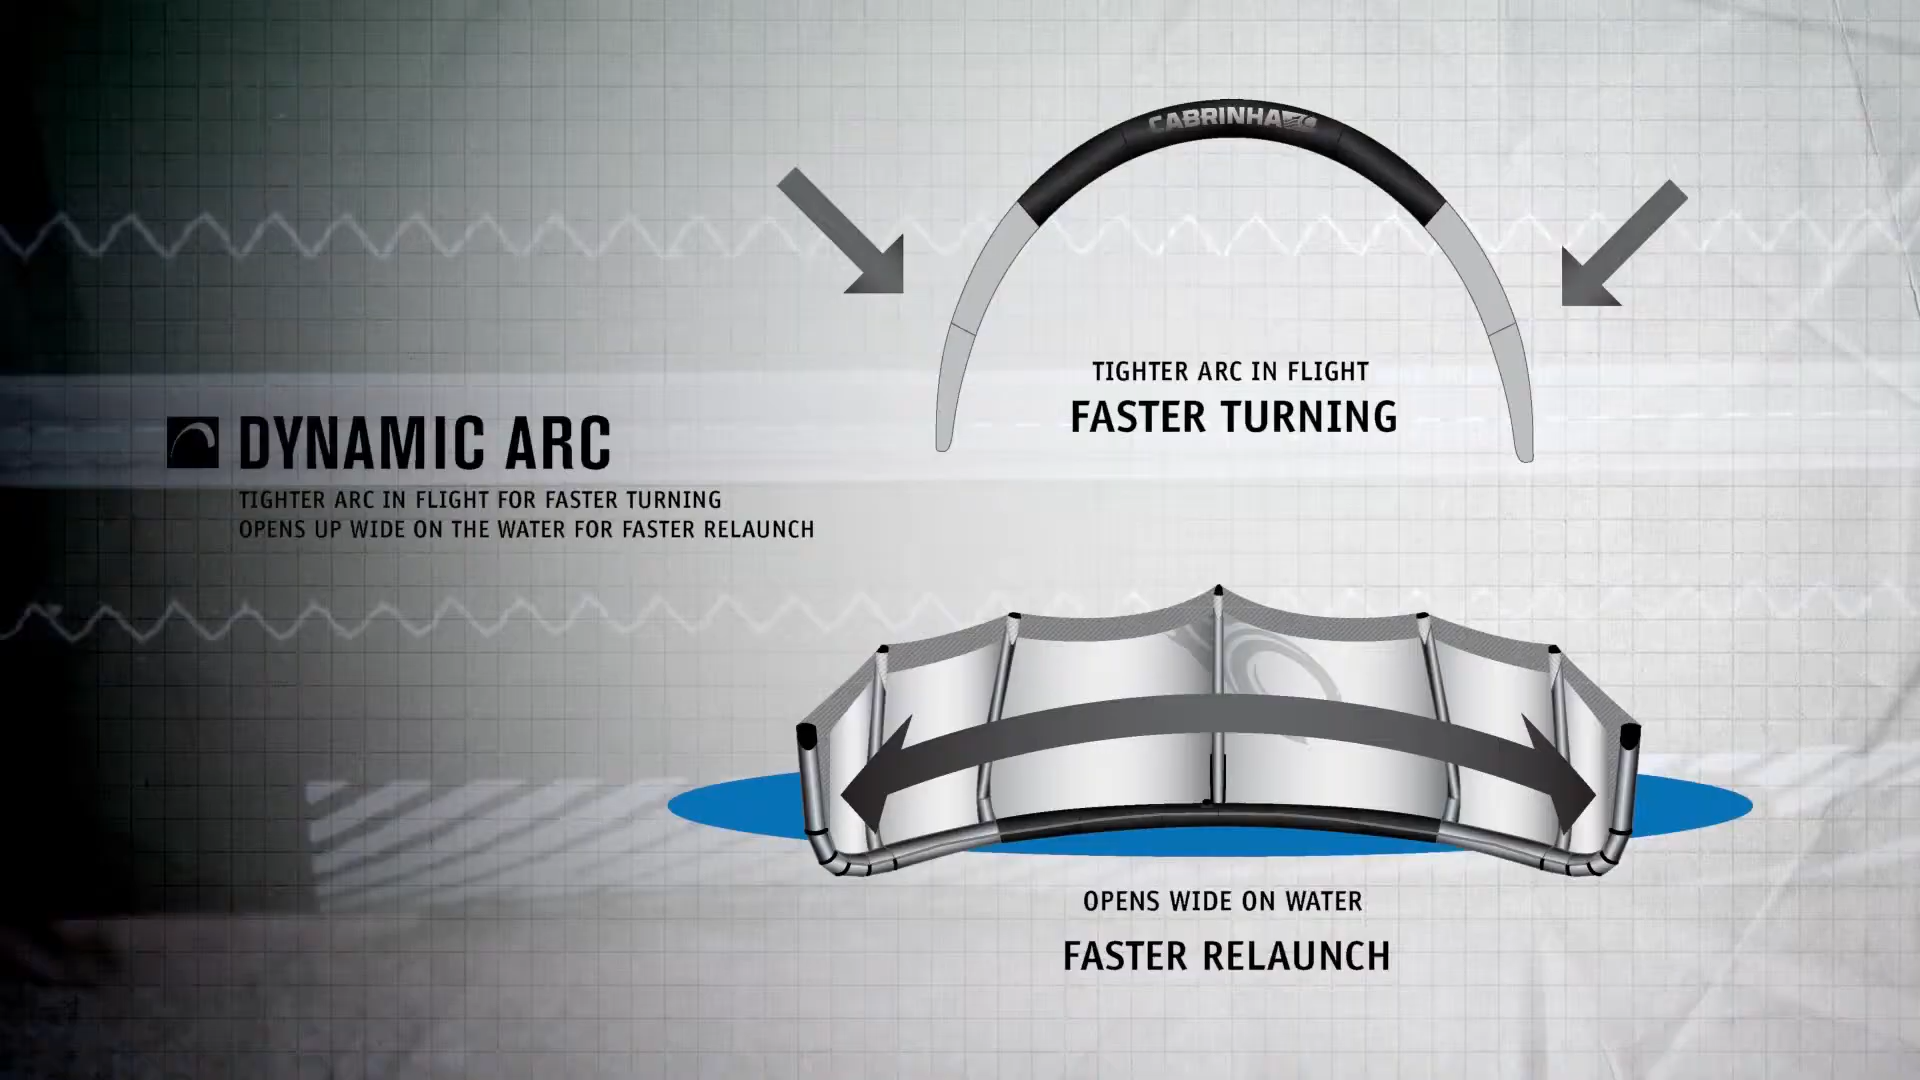 CABRINHA
TIGHTER ARC IN FLIGHT
FASTER TURNING
DYNAMIC ARC
TIGHTER ARC IN FLIGHT FOR FASTER TURNING
OPENS UP WIDE ON THE WATER FOR FASTER RELAUNCH
OPENS WIDE ON WATER
FASTER RELAUNCH